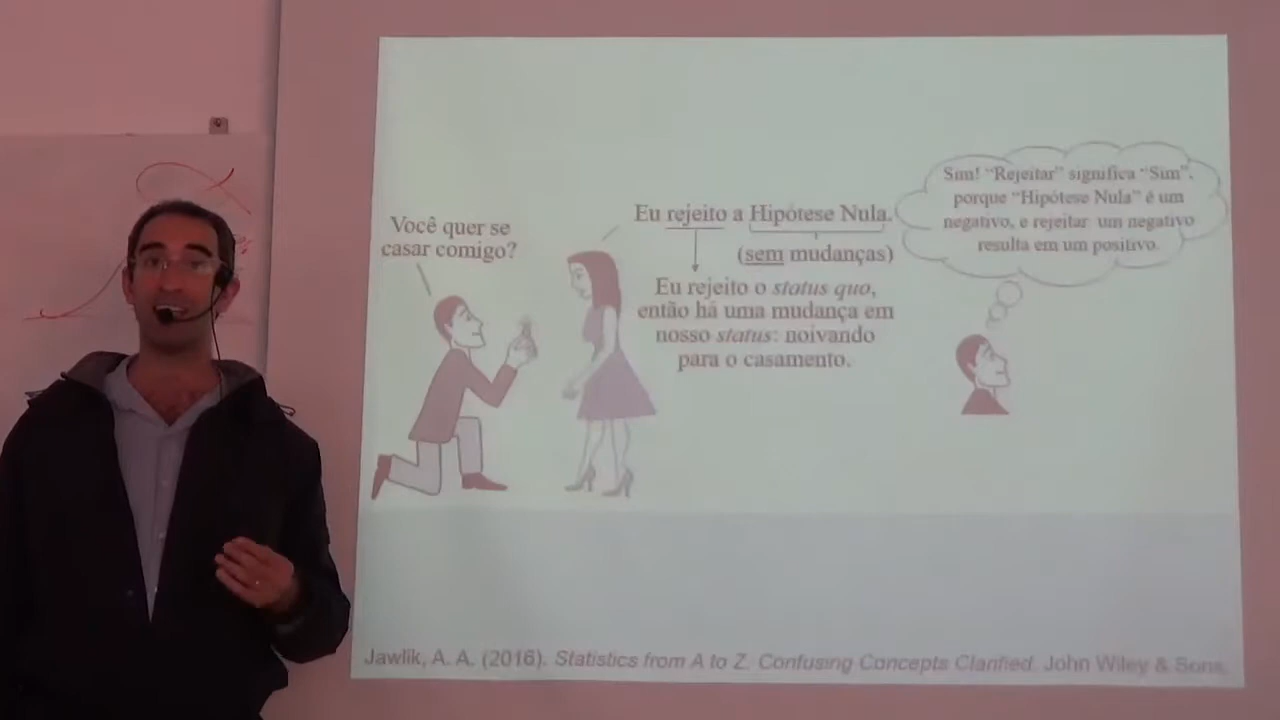 Você quer se
casar comigo?
Eu rejeito a Hipótese Nula.
(sem mudanças)
Eu rejeito o status quo,
então há uma mudança em
nosso status: noivando
para o casamento.
Sim! “Rejeitar” significa “Sim”,
porque “Hipótese Nula” é um
negativo, e rejeitar um negativo
resulta em um positivo.
Jawlik, A. A. (2016). Statistics from A to Z. Confusing Concepts Clarified. John Wiley & Sons.